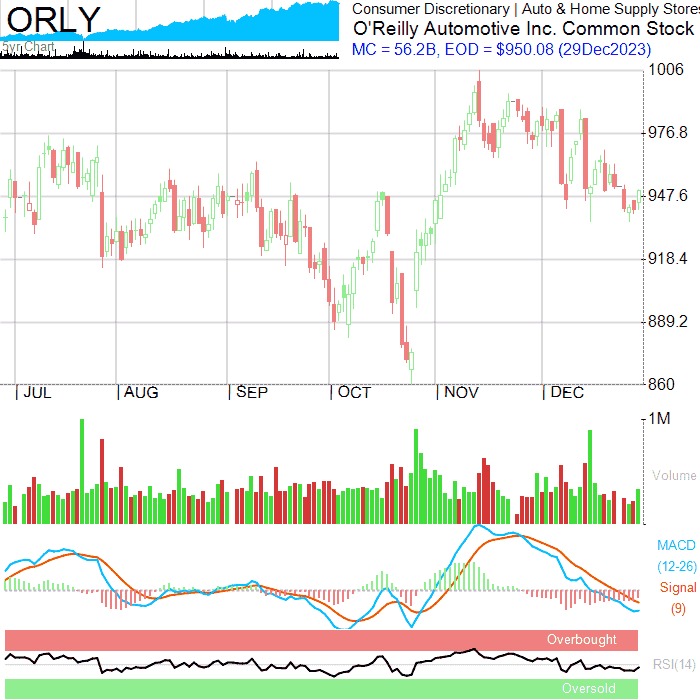 ORLY
5yr Chart
Consumer Discretionary | Auto & Home Supply Stores
O'Reilly Automotive Inc. Common Stock
MC = 56.2B, EOD = $950.08 (29Dec2023)
1006
976.8
947.6
918.4
889.2
860
| JUL | AUG | SEP | OCT | NOV | DEC
1M
Volume
MACD
(12-26)
Signal
(9)
Overbought
RSI(14)
Oversold